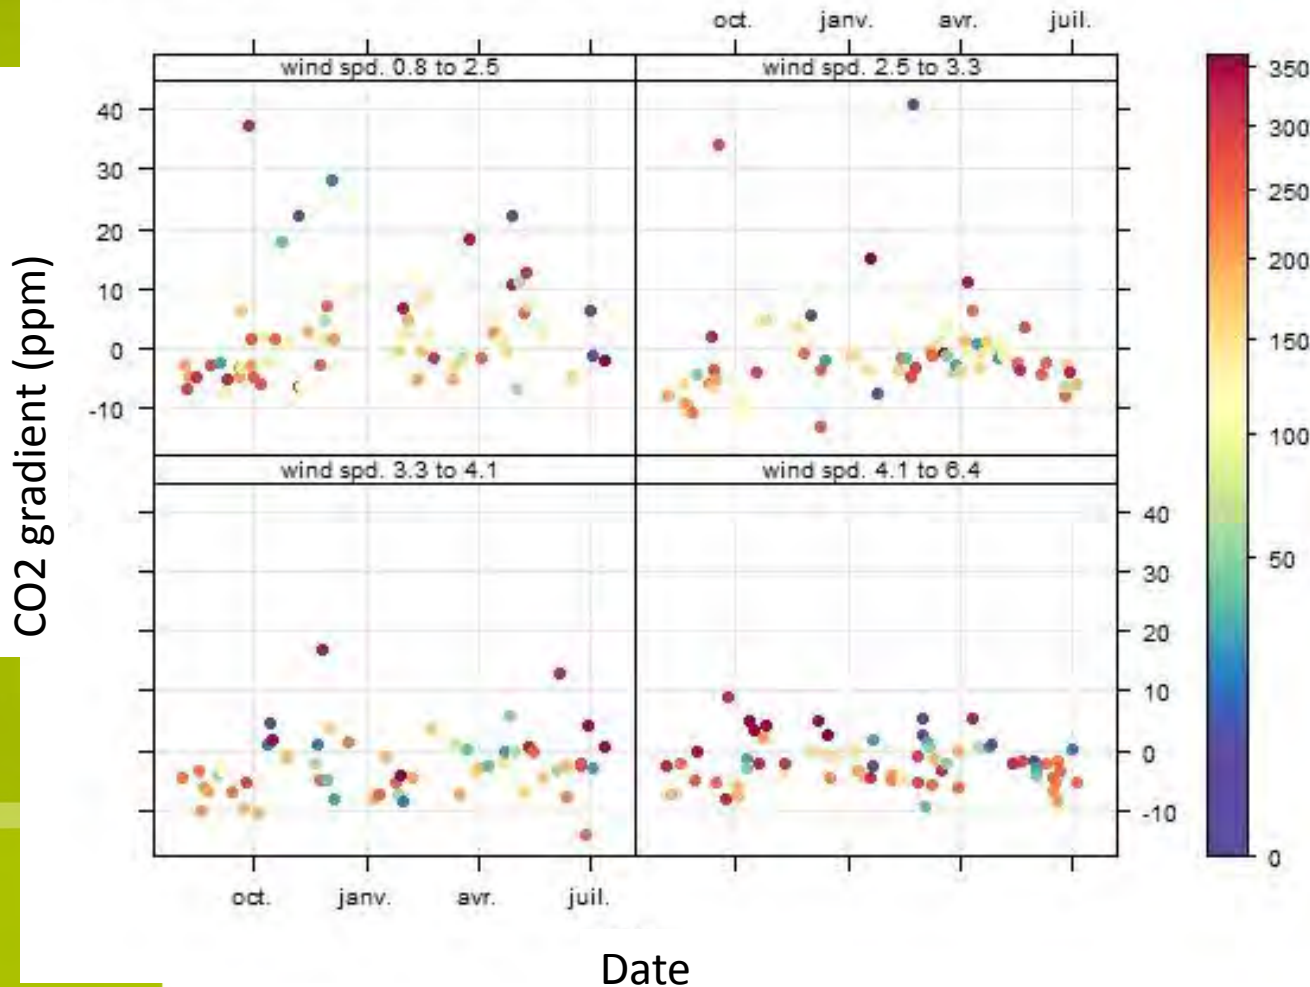 oct. janv. avr. juil.
wind spd. 0.8 to 2.5
wind spd. 2.5 to 3.3
40
30
20
10
0
-10
CO2 gradient (ppm)
wind spd. 3.3 to 4.1
wind spd. 4.1 to 6.4
40
30
20
10
0
-10
oct. janv. avr. juil.
Date
350
300
250
200
150
100
50
0